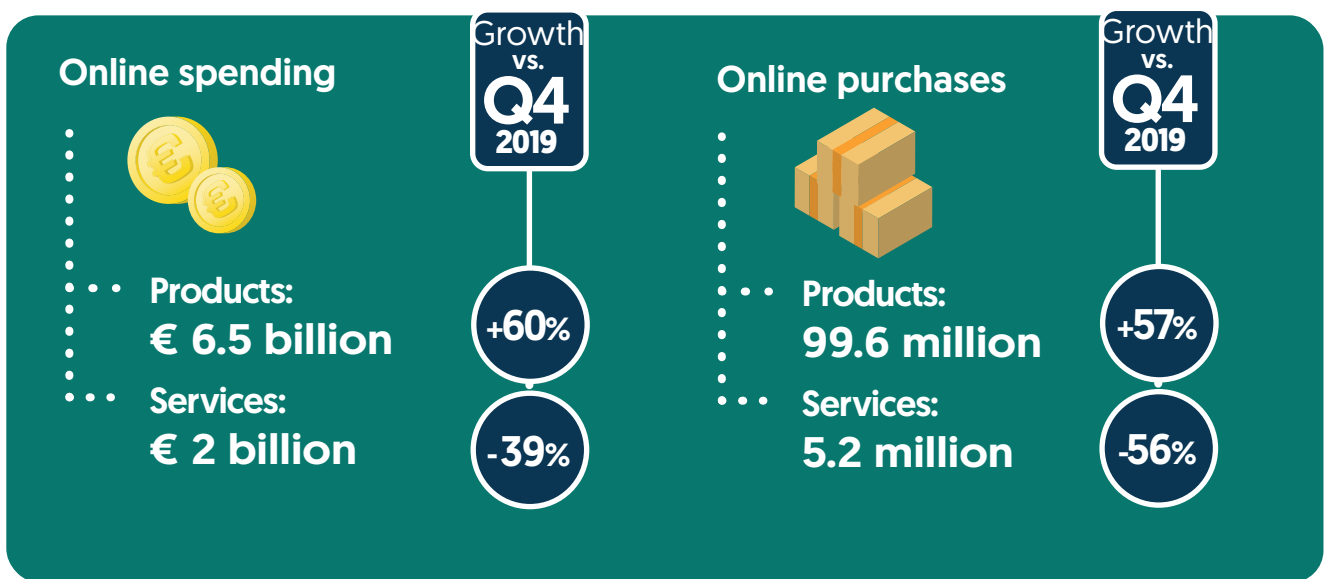 Online spending
Growth
vs.
Q4
2019
Products:
€ 6.5 billion
+60%
Services:
€ 2 billion
-39%
Online purchases
Growth
vs.
Q4
2019
Products:
99.6 million
+57%
Services:
5.2 million
-56%